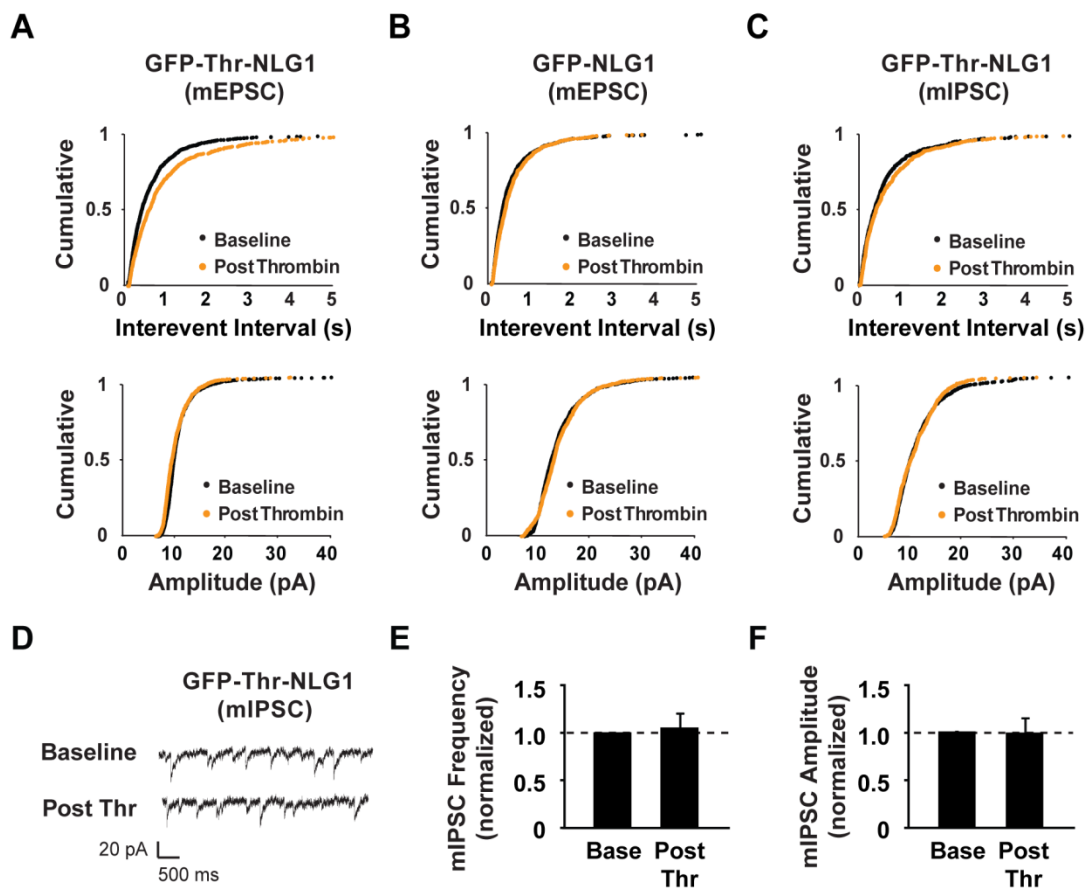 A
GFP-Thr-NLG1
(mEPSC)
Cumulative
1
0.5
0
Baseline
Post Thrombin
0 1 2 3 4 5
Interevent Interval (s)
Cumulative
1
0.5
0
Baseline
Post Thrombin
0 10 20 30 40
Amplitude (pA)
B
GFP-NLG1
(mEPSC)
Cumulative
1
0.5
0
Baseline
Post Thrombin
0 1 2 3 4 5
Interevent Interval (s)
Cumulative
1
0.5
0
Baseline
Post Thrombin
0 10 20 30 40
Amplitude (pA)
C
GFP-Thr-NLG1
(mIPSC)
Cumulative
1
0.5
0
Baseline
Post Thrombin
0 1 2 3 4 5
Interevent Interval (s)
Cumulative
1
0.5
0
Baseline
Post Thrombin
0 10 20 30 40
Amplitude (pA)
D
GFP-Thr-NLG1
(mIPSC)
Baseline
Post Thr
20 pA
500 ms
E
mIPSC Frequency
(normalized)
1.5
1.0
0.5
0
Base Post
Thr
F
mIPSC Amplitude
(normalized)
1.5
1.0
0.5
0
Base Post
Thr